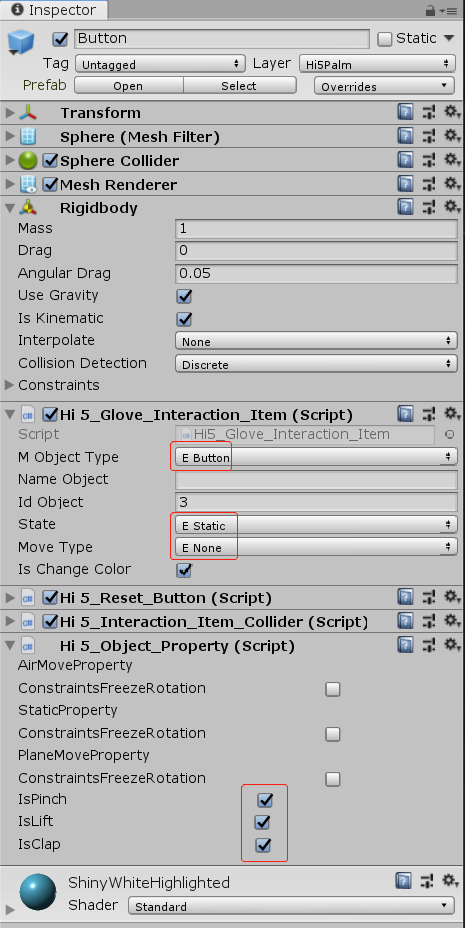 Inspector
Button Static
Tag Untagged Layer Hi5Palm
Prefab Open Select Overrides
Transform
Sphere (Mesh Filter)
Sphere Collider
Mesh Renderer
Rigidbody
Mass 1
Drag 0
Angular Drag 0.05
Use Gravity
Is Kinematic
Interpolate None
Collision Detection Discrete
Constraints
Hi 5_Glove_Interaction_Item (Script)
Script Hi5_Glove_Interaction_Item
M Object Type E Button
Name Object
Id Object 3
State E Static
Move Type E None
Is Change Color
Hi 5_Reset_Button (Script)
Hi 5_Interaction_Item_Collider (Script)
Hi 5_Object_Property (Script)
AirMoveProperty
ConstraintsFreezeRotation
StaticProperty
ConstraintsFreezeRotation
PlaneMoveProperty
ConstraintsFreezeRotation
IsPinch
IsLift
IsClap
ShinyWhiteHighlighted
Shader Standard